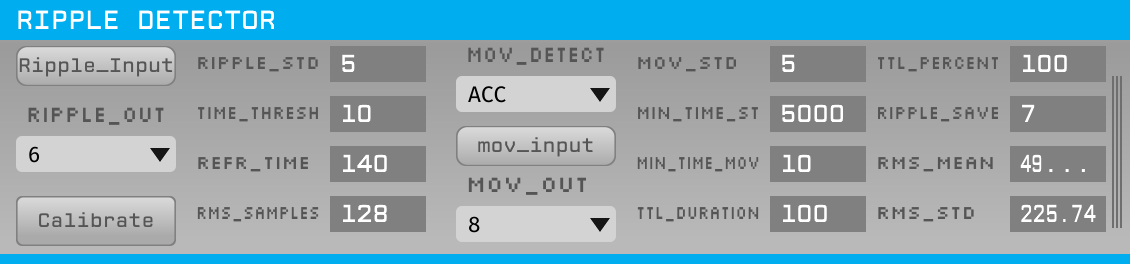 RIPPLE DETECTOR
Ripple_Input
RIPPLE_OUT
6
Calibrate
RIPPLE_STD 5
TIME_THRESH 10
REFR_TIME 140
RMS_SAMPLES 128
MOV_DETECT
ACC
mov_input
MOV_OUT
8
MOV_STD 5
MIN_TIME_ST 5000
MIN_TIME_MOV 10
TTL_DURATION 100
TTL_PERCENT 100
RIPPLE_SAVE 7
RMS_MEAN 49...
RMS_STD 225.74